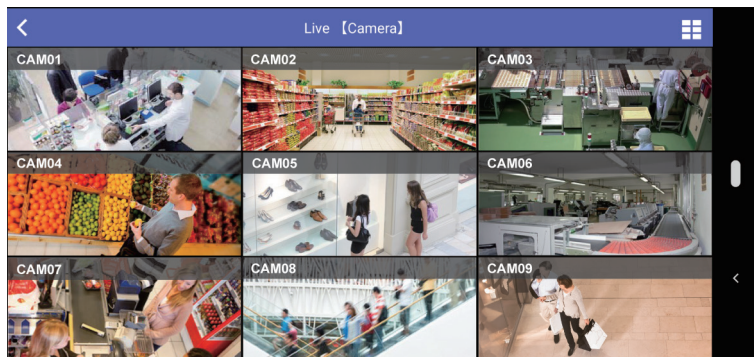 Live 【Camera】
CAM01
CAM02
CAM03
CAM04
CAM05
CAM06
CAM07
CAM08
CAM09